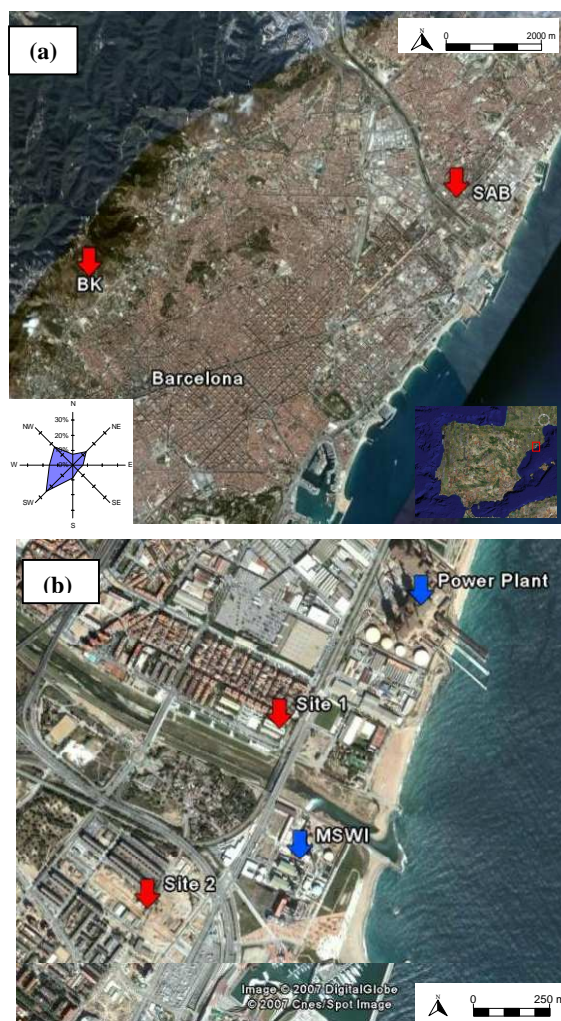 (a)
N
0
2000 m
SAB
BK
Barcelona
N
30%
NW
NE
20%
10%
W
0%
E
SW
SE
S
(b)
Power Plant
Site 1
MSWI
Site 2
Image © 2007 DigitalGlobe
© 2007 Cnes/Spot Image
N
0
250 m